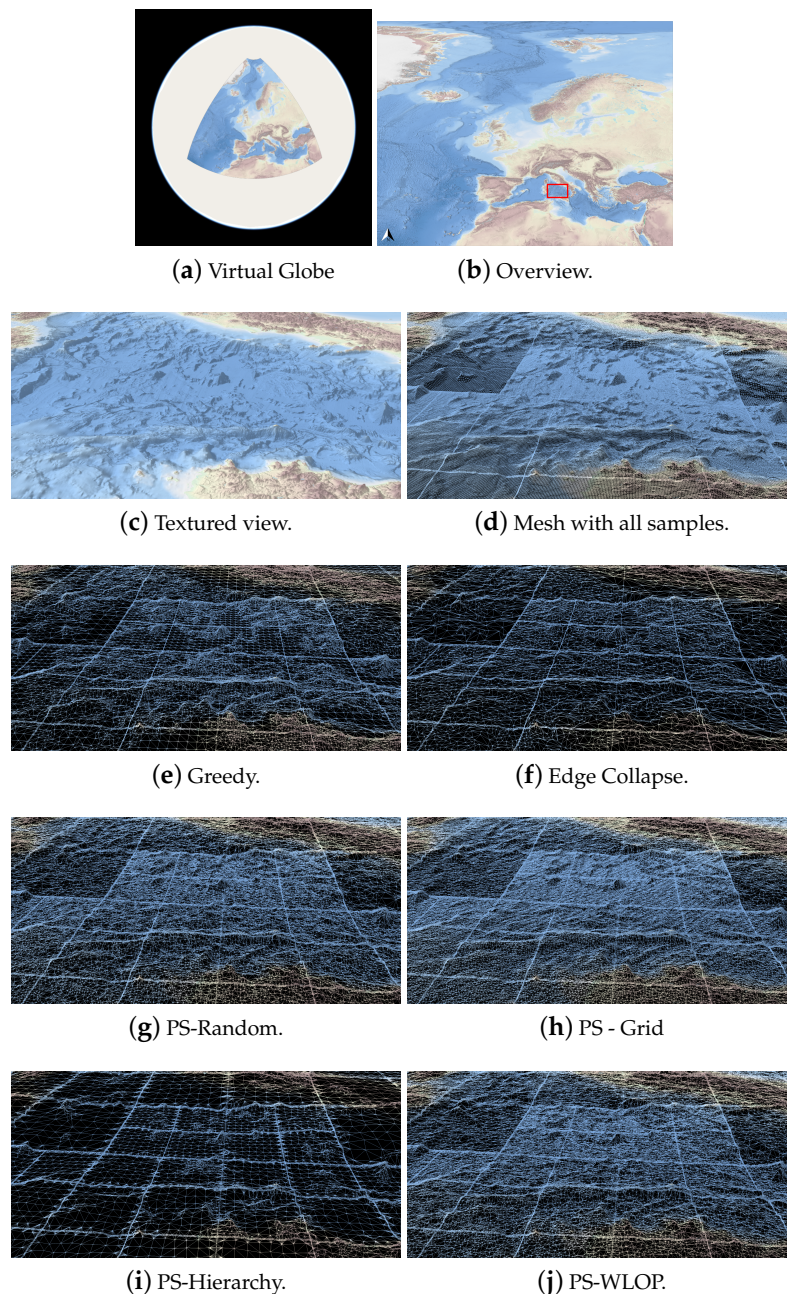 (a) Virtual Globe
(b) Overview.
(c) Textured view.
(d) Mesh with all samples.
(e) Greedy.
(f) Edge Collapse.
(g) PS-Random.
(h) PS - Grid
(i) PS-Hierarchy.
(j) PS-WLOP.